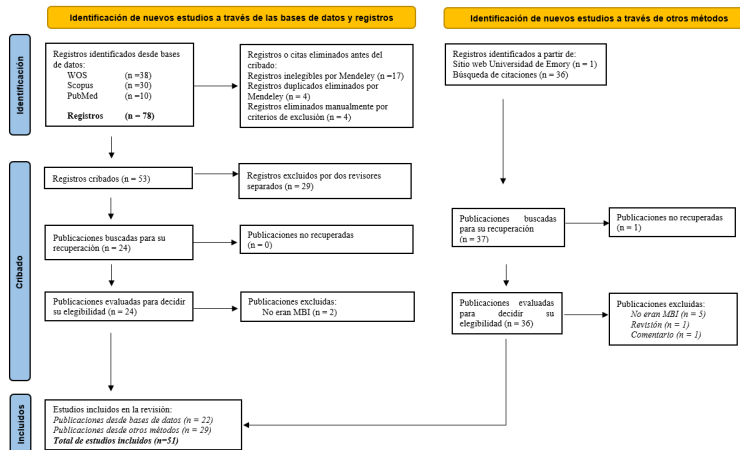 Identificación de nuevos estudios a través de las bases de datos y registros
Identificación de nuevos estudios a través de otros métodos
Identificación
Registros identificados desde bases
de datos:
WOS (n =38)
Scopus (n =30)
PubMed (n =10)
Registros (n = 78)
Registros o citas eliminados antes del
cribado:
Registros inelegibles por Mendeley (n =17)
Registros duplicados eliminados por
Mendeley (n = 4)
Registros eliminados manualmente por
criterios de exclusión (n = 4)
Registros identificados a partir de:
Sitio web Universidad de Emory (n = 1)
Búsqueda de citaciones (n = 36)
Cribado
Registros cribados (n = 53)
Registros excluidos por dos revisores
separados (n = 29)
Publicaciones buscadas para su
recuperación (n = 24)
Publicaciones no recuperadas
(n = 0)
Publicaciones buscadas
para su recuperación
(n = 37)
Publicaciones no recuperadas
(n = 1)
Publicaciones evaluadas para decidir
su elegibilidad (n = 24)
Publicaciones excluidas:
No eran MBI (n = 2)
Publicaciones evaluadas
para decidir su
elegibilidad (n = 36)
Publicaciones excluidas:
No eran MBI (n = 5)
Revisión (n = 1)
Comentario (n = 1)
Incluidos
Estudios incluidos en la revisión:
Publicaciones desde bases de datos (n = 22)
Publicaciones desde otros métodos (n = 29)
Total de estudios incluidos (n=51)